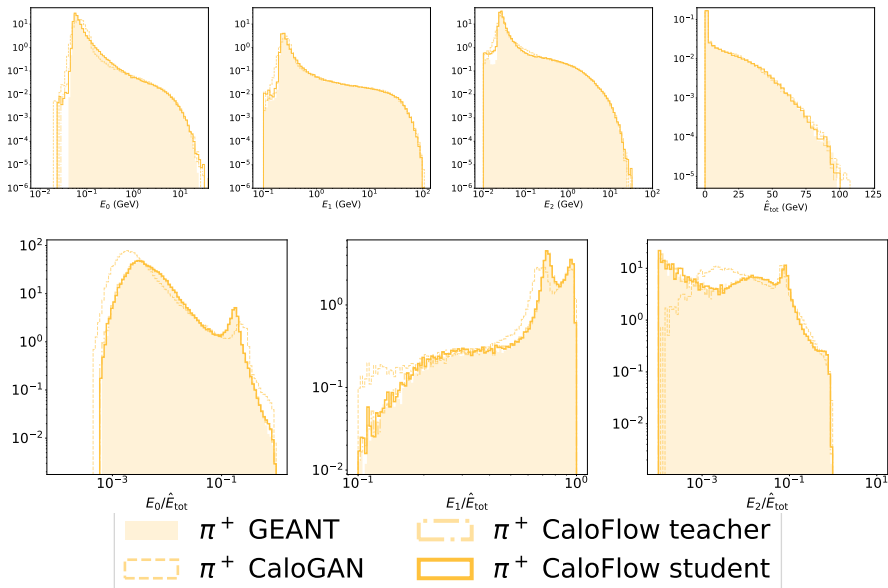 10¹
10⁰
10⁻¹
10⁻²
10⁻³
10⁻⁴
10⁻⁵
10⁻⁶
10⁻² 10⁻¹ 10⁰ 10¹
E₀ (GeV)
10¹
10⁰
10⁻¹
10⁻²
10⁻³
10⁻⁴
10⁻⁵
10⁻⁶
10⁻¹ 10⁰ 10¹ 10²
E₁ (GeV)
10¹
10⁰
10⁻¹
10⁻²
10⁻³
10⁻⁴
10⁻⁵
10⁻⁶
10⁻² 10⁻¹ 10⁰ 10¹ 10²
E₂ (GeV)
10⁻¹
10⁻²
10⁻³
10⁻⁴
10⁻⁵
0 25 50 75 100 125
Ê_tot (GeV)
10²
10¹
10⁰
10⁻¹
10⁻²
10⁻³ 10⁻¹
E₀/Ê_tot
10⁰
10⁻¹
10⁻²
10⁻¹ 10⁰
E₁/Ê_tot
10¹
10⁰
10⁻¹
10⁻²
10⁻³ 10⁻¹ 10¹
E₂/Ê_tot
π⁺ GEANT
π⁺ CaloGAN
π⁺ CaloFlow teacher
π⁺ CaloFlow student